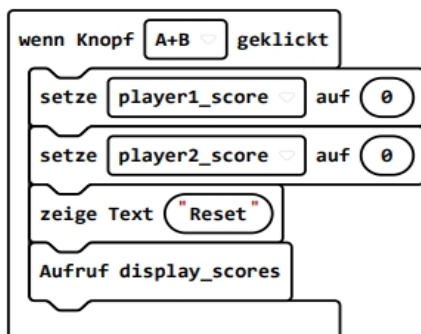 wenn Knopf A+B geklickt
setze player1_score auf 0
setze player2_score auf 0
zeige Text "Reset"
Aufruf display_scores